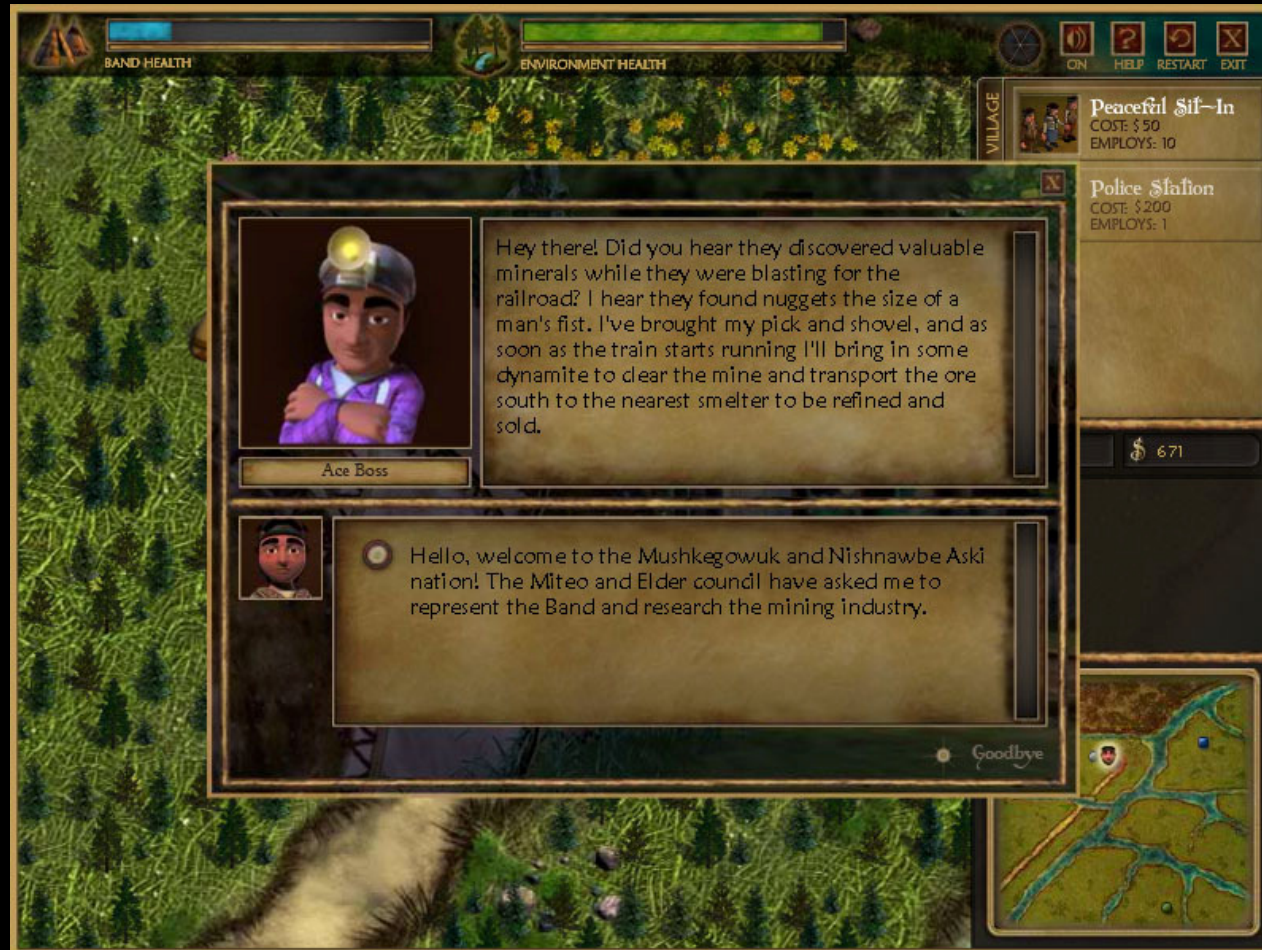 BAND HEALTH
ENVIRONMENT HEALTH
ON
HELP
RESTART
EXIT
VILLAGE
Peaceful Sit-In
COST: $50
EMPLOYS: 10
Police Station
COST: $200
EMPLOYS: 1
Hey there! Did you hear they discovered valuable
minerals while they were blasting for the
railroad? I hear they found nuggets the size of a
man's fist. I've brought my pick and shovel, and as
soon as the train starts running I'll bring in some
dynamite to clear the mine and transport the ore
south to the nearest smelter to be refined and
sold.
Ace Boss
$ 671
Hello, welcome to the Mushkegowuk and Nishnawbe Aski
nation! The Miteo and Elder council have asked me to
represent the Band and research the mining industry.
Goodbye